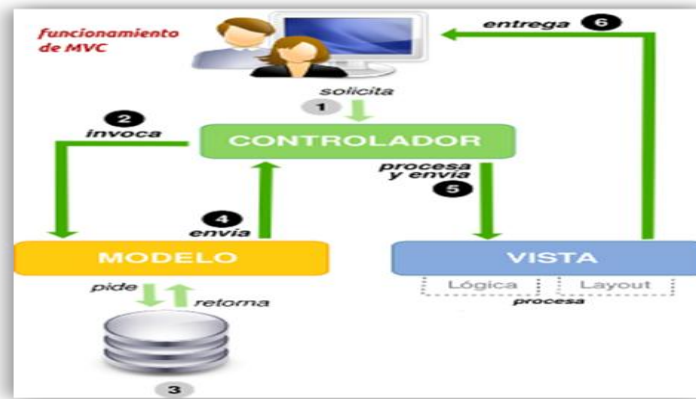 funcionamiento
de MVC
entrega 6
solicita
1
2
invoca
CONTROLADOR
procesa
y envía
5
4
envía
MODELO
VISTA
Lógica
Layout
procesa
pide
retorna
3